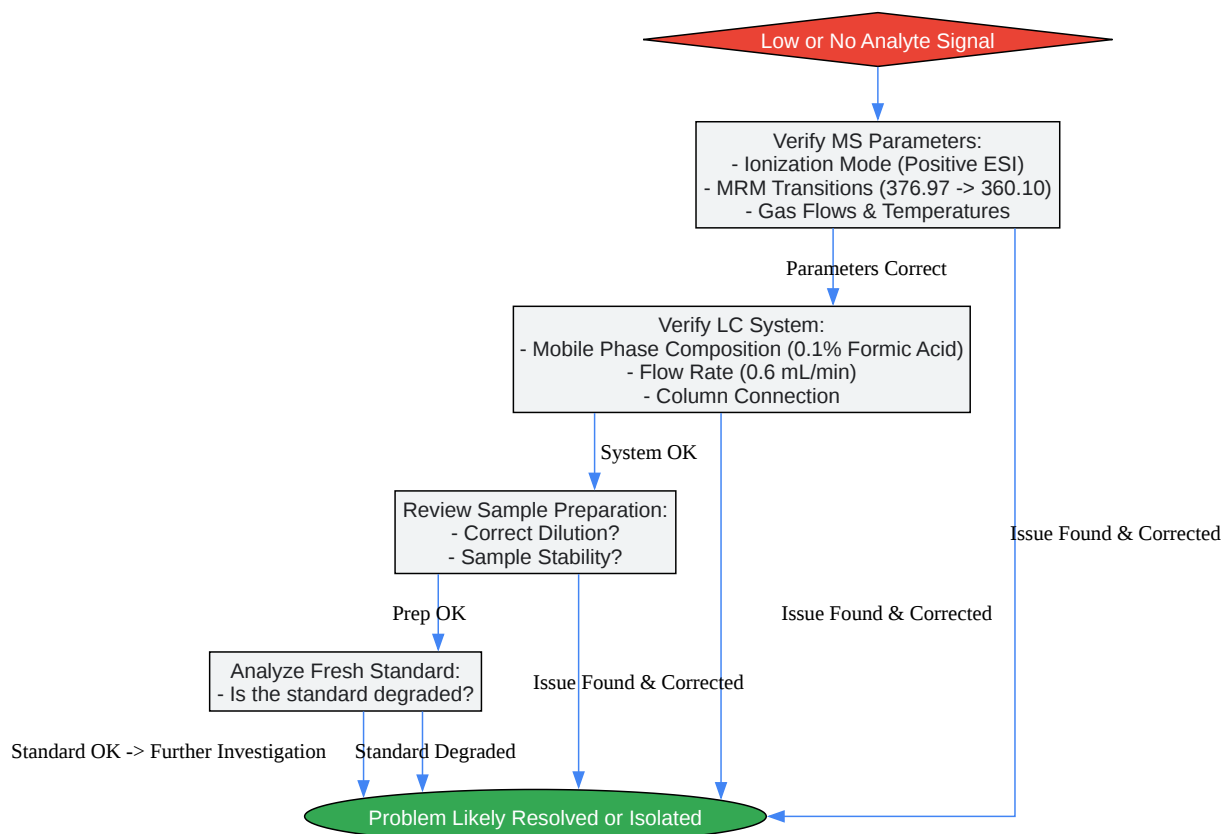 Low or No Analyte Signal
Verify MS Parameters:
- Ionization Mode (Positive ESI)
- MRM Transitions (376.97 -> 360.10)
- Gas Flows & Temperatures
Parameters Correct
Verify LC System:
- Mobile Phase Composition (0.1% Formic Acid)
- Flow Rate (0.6 mL/min)
- Column Connection
System OK
Review Sample Preparation:
- Correct Dilution?
- Sample Stability?
Issue Found & Corrected
Prep OK
Issue Found & Corrected
Analyze Fresh Standard:
- Is the standard degraded?
Issue Found & Corrected
Standard OK -> Further Investigation
Standard Degraded
Problem Likely Resolved or Isolated